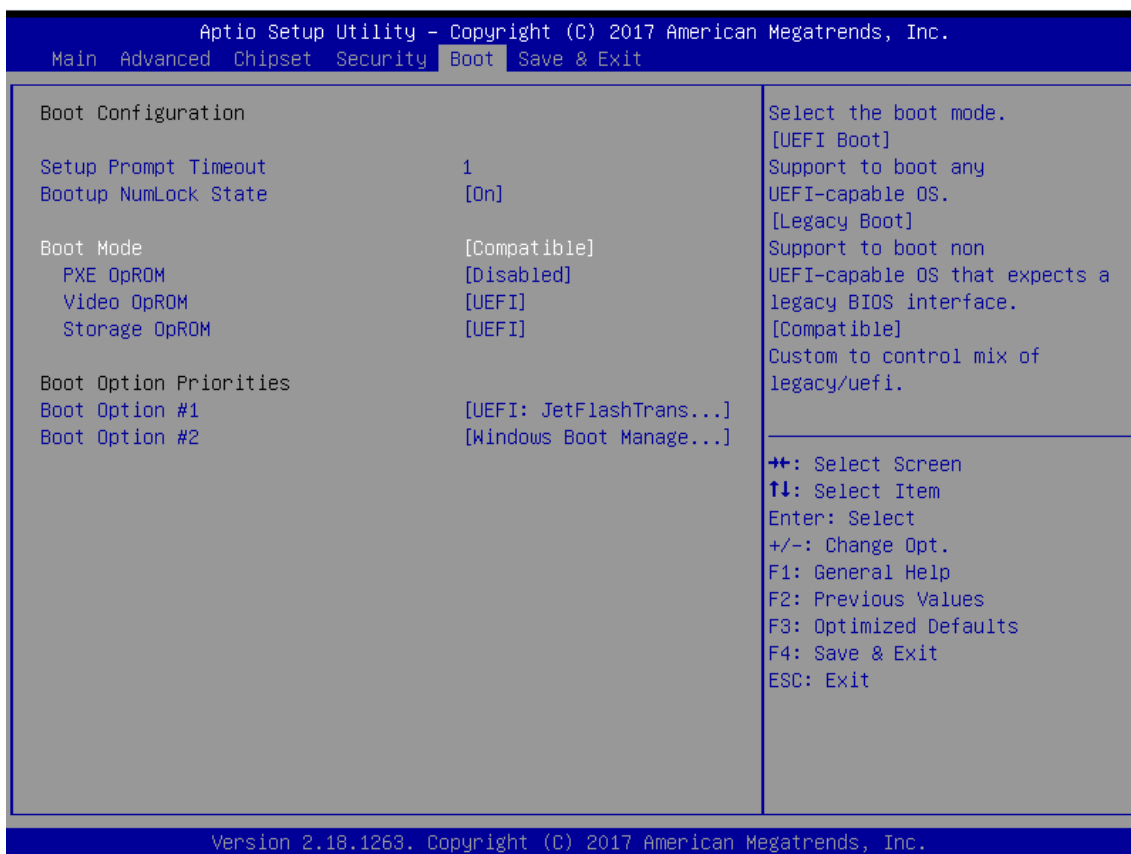 Aptio Setup Utility – Copyright (C) 2017 American Megatrends, Inc.
Main Advanced Chipset Security Boot Save & Exit
Boot Configuration
Setup Prompt Timeout 1
Bootup NumLock State [On]
Boot Mode [Compatible]
PXE OpROM [Disabled]
Video OpROM [UEFI]
Storage OpROM [UEFI]
Boot Option Priorities
Boot Option #1 [UEFI: JetFlashTrans...]
Boot Option #2 [Windows Boot Manage...]
Select the boot mode.
[UEFI Boot]
Support to boot any
UEFI-capable OS.
[Legacy Boot]
Support to boot non
UEFI-capable OS that expects a
legacy BIOS interface.
[Compatible]
Custom to control mix of
legacy/uefi.
→←: Select Screen
↑↓: Select Item
Enter: Select
+/-: Change Opt.
F1: General Help
F2: Previous Values
F3: Optimized Defaults
F4: Save & Exit
ESC: Exit
Version 2.18.1263. Copyright (C) 2017 American Megatrends, Inc.